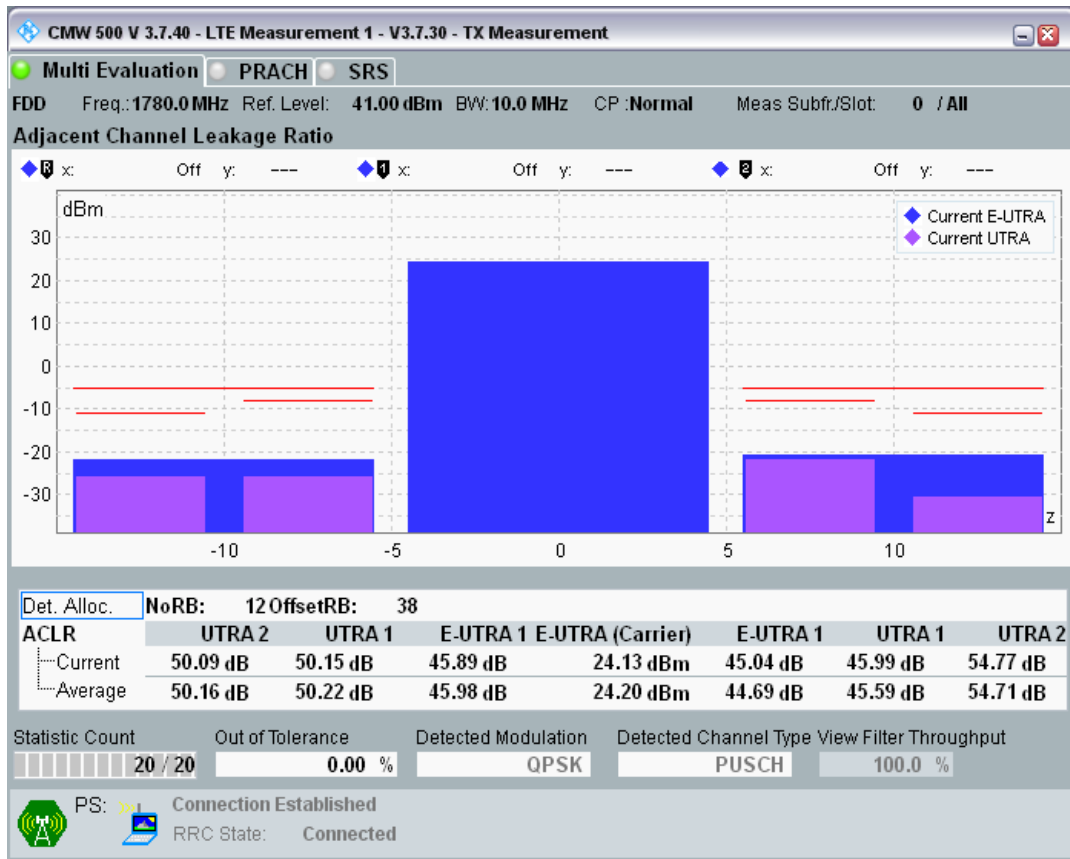 CMW 500 V 3.7.40 - LTE Measurement 1 - V3.7.30 - TX Measurement
Multi Evaluation PRACH SRS
FDD Freq.: 1780.0 MHz Ref. Level: 41.00 dBm BW: 10.0 MHz CP :Normal Meas Subfr./Slot: 0 / All
Adjacent Channel Leakage Ratio
R x: Off y: --- 1 x: Off y: --- 2 x: Off y: ---
dBm
Current E-UTRA
Current UTRA
30
20
10
0
-10
-20
-30
z
-10 -5 0 5 10
Det. Alloc. NoRB: 12 OffsetRB: 38
ACLR UTRA 2 UTRA 1 E-UTRA 1 E-UTRA (Carrier) E-UTRA 1 UTRA 1 UTRA 2
Current 50.09 dB 50.15 dB 45.89 dB 24.13 dBm 45.04 dB 45.99 dB 54.77 dB
Average 50.16 dB 50.22 dB 45.98 dB 24.20 dBm 44.69 dB 45.59 dB 54.71 dB
Statistic Count Out of Tolerance Detected Modulation Detected Channel Type View Filter Throughput
20 / 20 0.00 % QPSK PUSCH 100.0 %
PS: Connection Established
RRC State: Connected